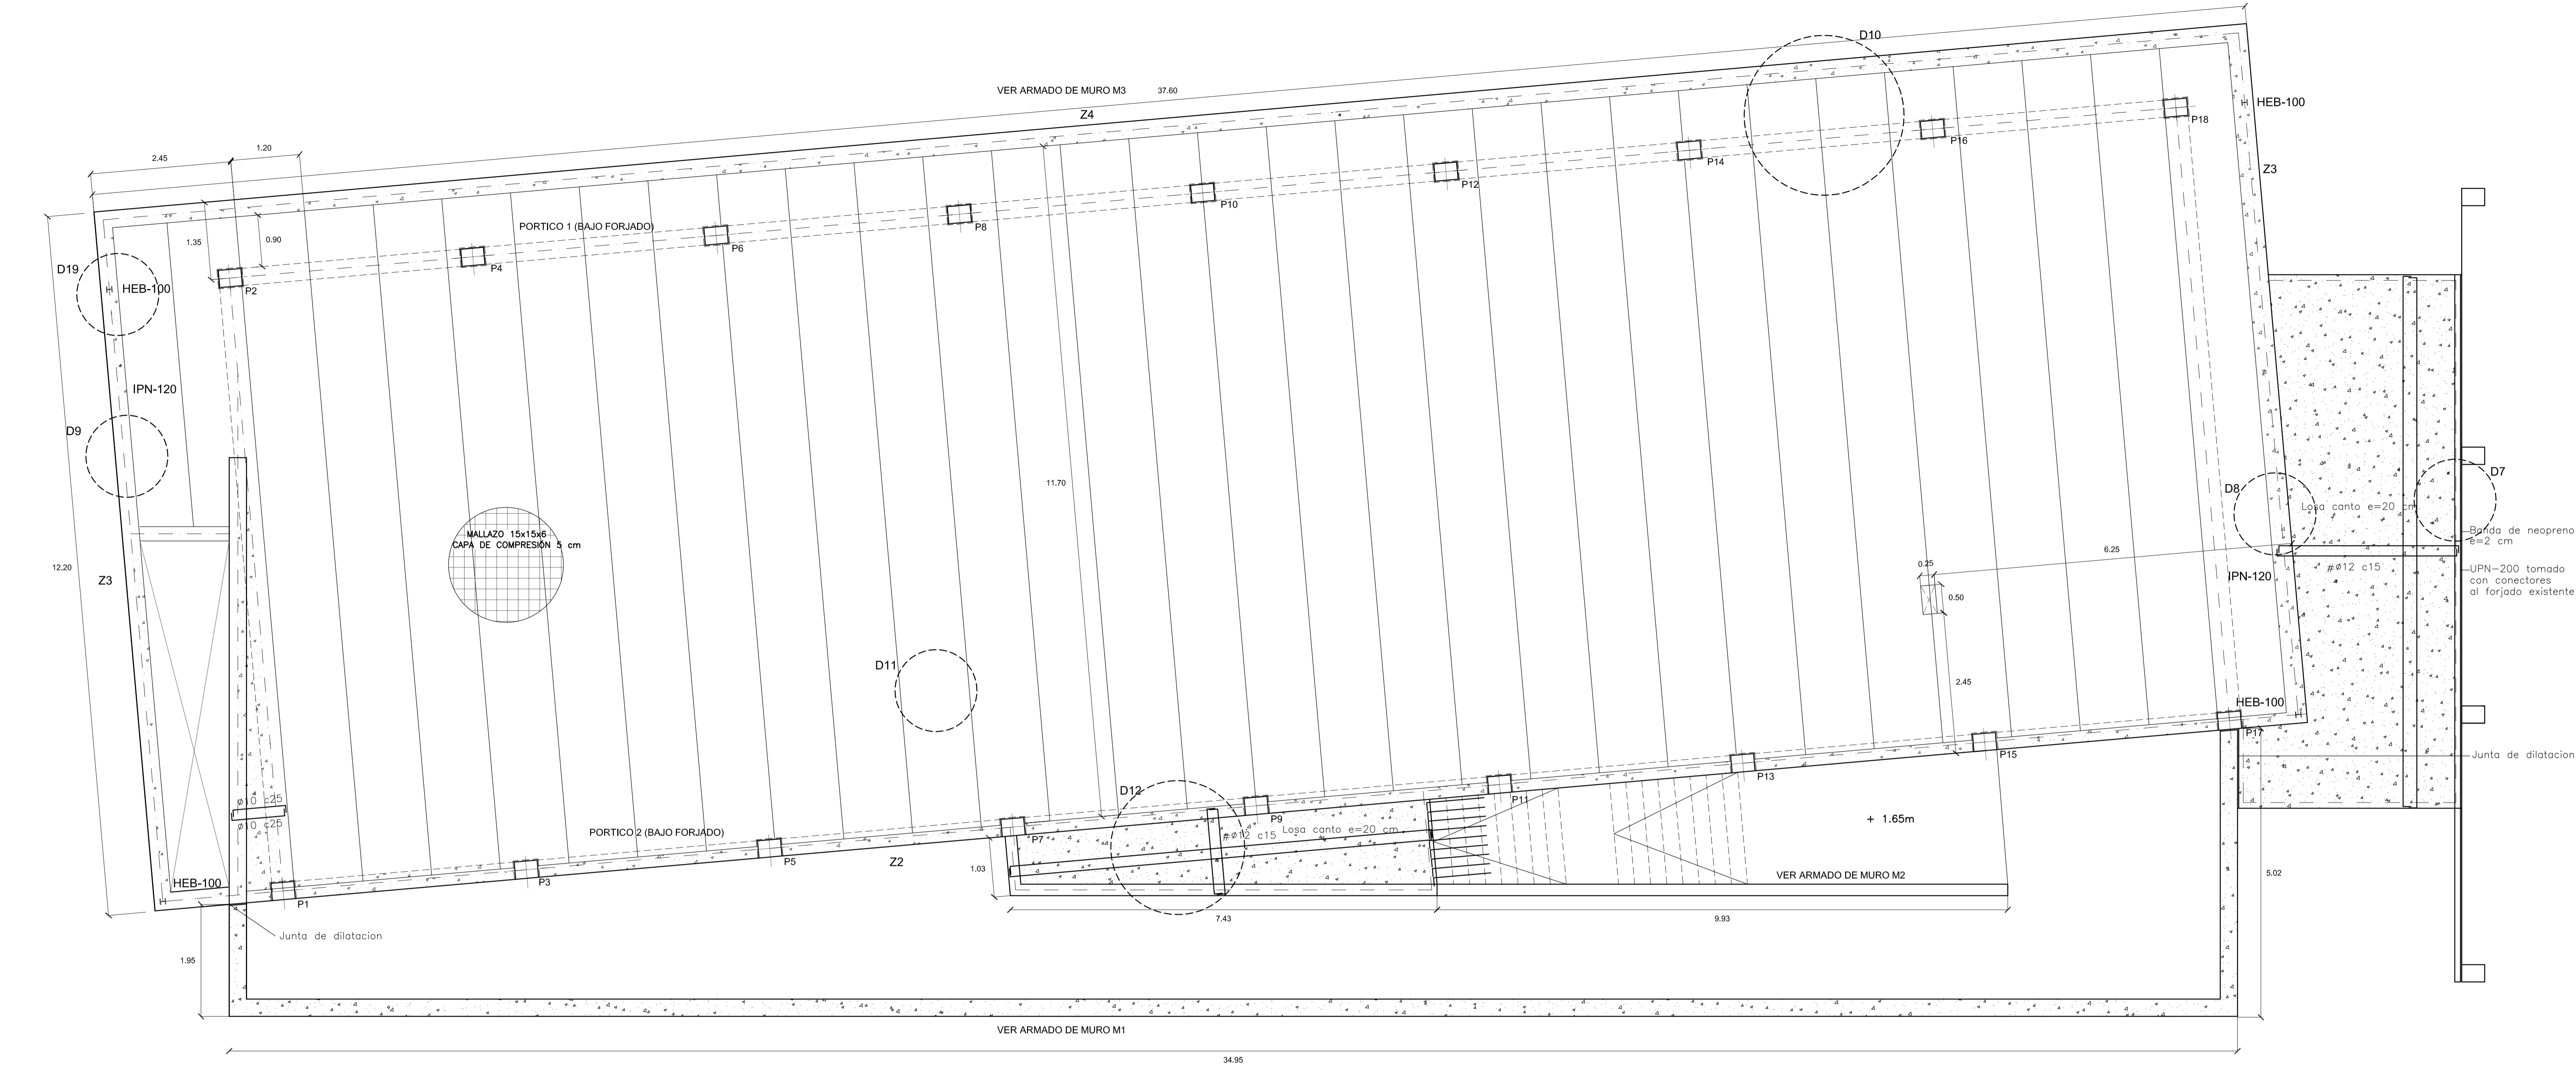 D10
VER ARMADO DE MURO M3
37.60
Z4
HEB-100
P18
P16
P14
P12
P10
P8
P6
P4
P2
Z3
2.45
1.20
1.35
0.90
PORTICO 1 (BAJO FORJADO)
D19
HEB-100
IPN-120
D9
12.20
Z3
MALLAZO 15x15x6
CAPA DE COMPRESIÓN 5 cm
11.70
D7
D8
Losa canto e=20 cm
Banda de neopreno
e=2 cm
6.25
0.25
#ø12 c15
IPN-120
UPN-200 tomado
con conectores
al forjado existente
0.50
D11
2.45
HEB-100
P17
Junta de dilatacion
P15
P13
D12
P11
P9
ø10 c25
ø10 c25
PORTICO 2 (BAJO FORJADO)
P7
#ø12 c15
Losa canto e=20 cm
+ 1.65m
P5
Z2
1.03
P3
HEB-100
P1
VER ARMADO DE MURO M2
5.02
7.43
9.93
Junta de dilatacion
1.95
VER ARMADO DE MURO M1
34.95